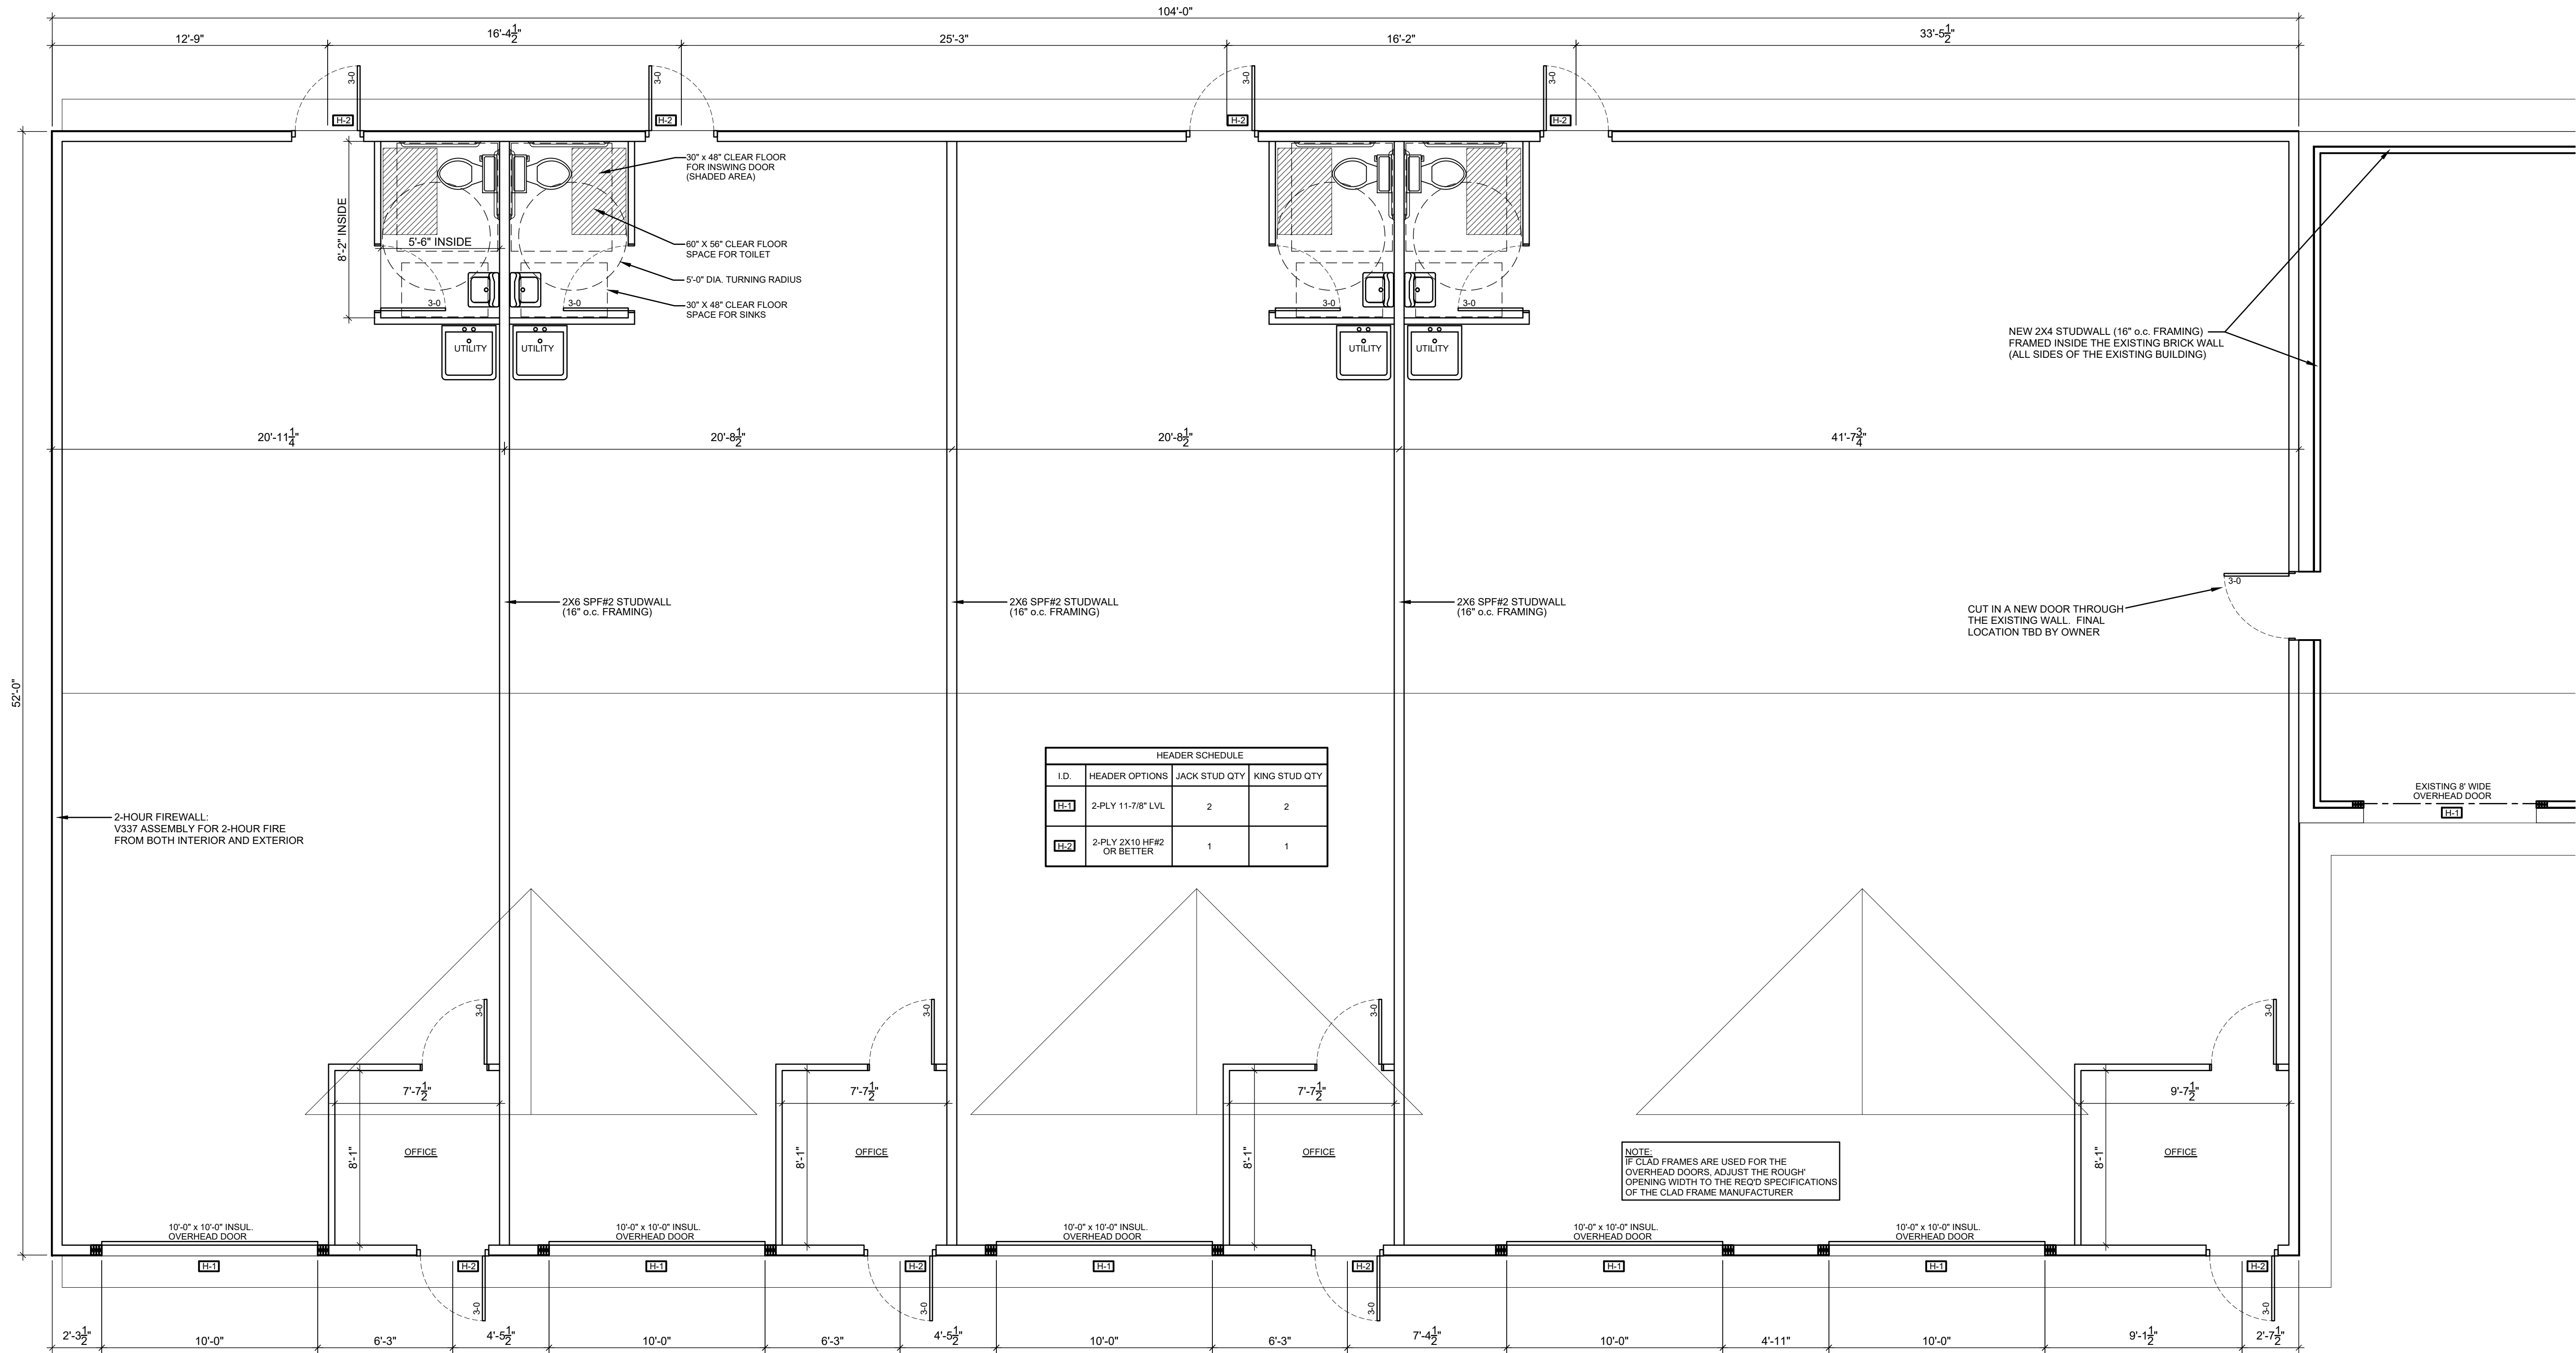 104'-0"
12'-9"
16'-4 1/2"
25'-3"
16'-2"
33'-5 1/2"
3-0
3-0
3-0
3-0
H-2
H-2
H-2
H-2
30" x 48" CLEAR FLOOR
FOR INSWING DOOR
(SHADED AREA)
8'-2" INSIDE
5'-6" INSIDE
60" X 56" CLEAR FLOOR
SPACE FOR TOILET
5'-0" DIA. TURNING RADIUS
30" X 48" CLEAR FLOOR
SPACE FOR SINKS
3-0
3-0
3-0
3-0
UTILITY
UTILITY
UTILITY
UTILITY
NEW 2X4 STUDWALL (16" o.c. FRAMING)
FRAMED INSIDE THE EXISTING BRICK WALL
(ALL SIDES OF THE EXISTING BUILDING)
20'-11 1/4"
20'-8 1/2"
20'-8 1/2"
41'-7 3/4"
2X6 SPF#2 STUDWALL
(16" o.c. FRAMING)
2X6 SPF#2 STUDWALL
(16" o.c. FRAMING)
2X6 SPF#2 STUDWALL
(16" o.c. FRAMING)
3-0
CUT IN A NEW DOOR THROUGH
THE EXISTING WALL. FINAL
LOCATION TBD BY OWNER
52'-0"
HEADER SCHEDULE
I.D. HEADER OPTIONS JACK STUD QTY KING STUD QTY
H-1 2-PLY 11-7/8" LVL 2 2
H-2 2-PLY 2X10 HF#2 OR BETTER 1 1
EXISTING 8' WIDE
OVERHEAD DOOR
H-1
2-HOUR FIREWALL:
V337 ASSEMBLY FOR 2-HOUR FIRE
FROM BOTH INTERIOR AND EXTERIOR
3-0
3-0
3-0
3-0
7'-7 1/2"
7'-7 1/2"
7'-7 1/2"
9'-7 1/2"
8'-1"
OFFICE
8'-1"
OFFICE
8'-1"
OFFICE
8'-1"
OFFICE
NOTE:
IF CLAD FRAMES ARE USED FOR THE
OVERHEAD DOORS, ADJUST THE ROUGH'
OPENING WIDTH TO THE REQ'D SPECIFICATIONS
OF THE CLAD FRAME MANUFACTURER
10'-0" x 10'-0" INSUL.
OVERHEAD DOOR
10'-0" x 10'-0" INSUL.
OVERHEAD DOOR
10'-0" x 10'-0" INSUL.
OVERHEAD DOOR
10'-0" x 10'-0" INSUL.
OVERHEAD DOOR
10'-0" x 10'-0" INSUL.
OVERHEAD DOOR
H-1
H-2
H-1
H-2
H-1
H-2
H-1
H-1
H-2
3-0
3-0
3-0
3-0
2'-3 1/2"
10'-0"
6'-3"
4'-5 1/2"
10'-0"
6'-3"
4'-5 1/2"
10'-0"
6'-3"
7'-4 1/2"
10'-0"
4'-11"
10'-0"
9'-1 1/2"
2'-7 1/2"